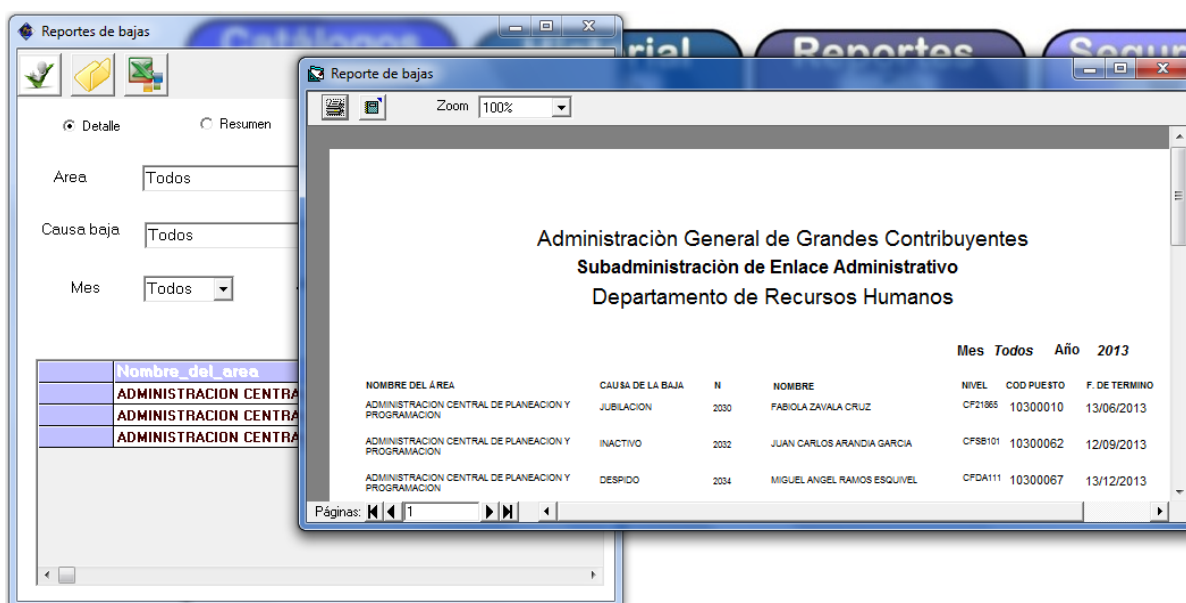 Reportes de bajas
Catálogos
Reportes
Detalle
Resumen
Area
Todos
Causa baja
Todos
Mes
Todos
Nombre_del_area
ADMINISTRACION CENTRA
ADMINISTRACION CENTRA
ADMINISTRACION CENTRA
Reporte de bajas
Zoom 100%
Administraciòn General de Grandes Contribuyentes
Subadministraciòn de Enlace Administrativo
Departamento de Recursos Humanos
Mes Todos Año 2013
NOMBRE DEL ÁREA CAUSA DE LA BAJA N NOMBRE NIVEL COD PUESTO F. DE TERMINO
ADMINISTRACION CENTRAL DE PLANEACION Y JUBILACION 2030 FABIOLA ZAVALA CRUZ CF21865 10300010 13/06/2013
PROGRAMACION
ADMINISTRACION CENTRAL DE PLANEACION Y INACTIVO 2032 JUAN CARLOS ARANDIA GARCIA CFSB101 10300062 12/09/2013
PROGRAMACION
ADMINISTRACION CENTRAL DE PLANEACION Y DESPIDO 2034 MIGUEL ANGEL RAMOS ESQUIVEL CFDA111 10300067 13/12/2013
PROGRAMACION
Páginas: 1